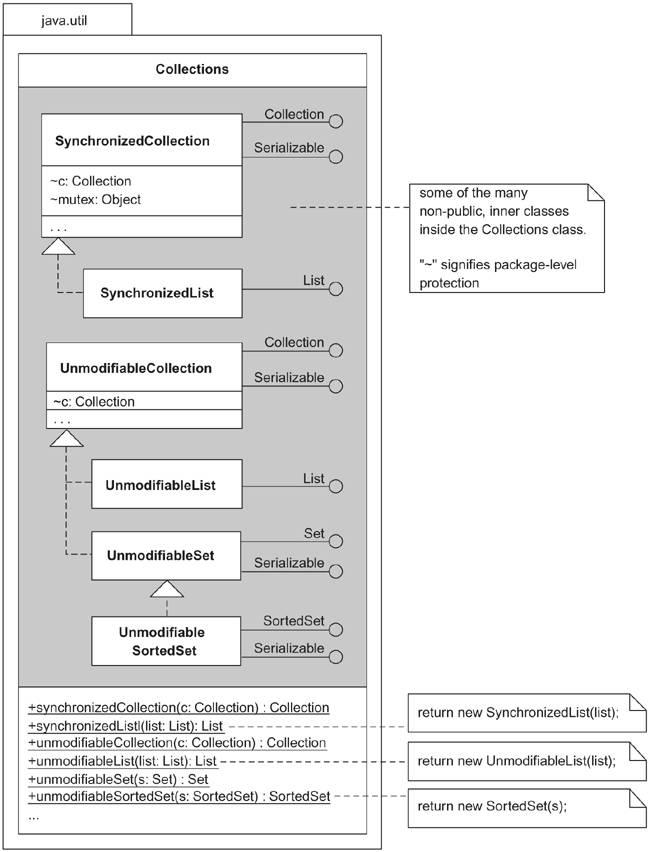 java.util
Collections
SynchronizedCollection
~c: Collection
~mutex: Object
. . .
Collection
Serializable
SynchronizedList
List
UnmodifiableCollection
~c: Collection
. . .
Collection
Serializable
UnmodifiableList
List
UnmodifiableSet
Set
Serializable
Unmodifiable
SortedSet
SortedSet
Serializable
some of the many
non-public, inner classes
inside the Collections class.
"~" signifies package-level
protection
+synchronizedCollection(c: Collection) : Collection
+synchronizedListl(list: List): List
+unmodifiableCollection(c: Collection) : Collection
+unmodifiableList(list: List): List
+unmodifiableSet(s: Set) : Set
+unmodifiableSortedSet(s: SortedSet) : SortedSet
...
return new SynchronizedList(list);
return new UnmodifiableList(list);
return new SortedSet(s);